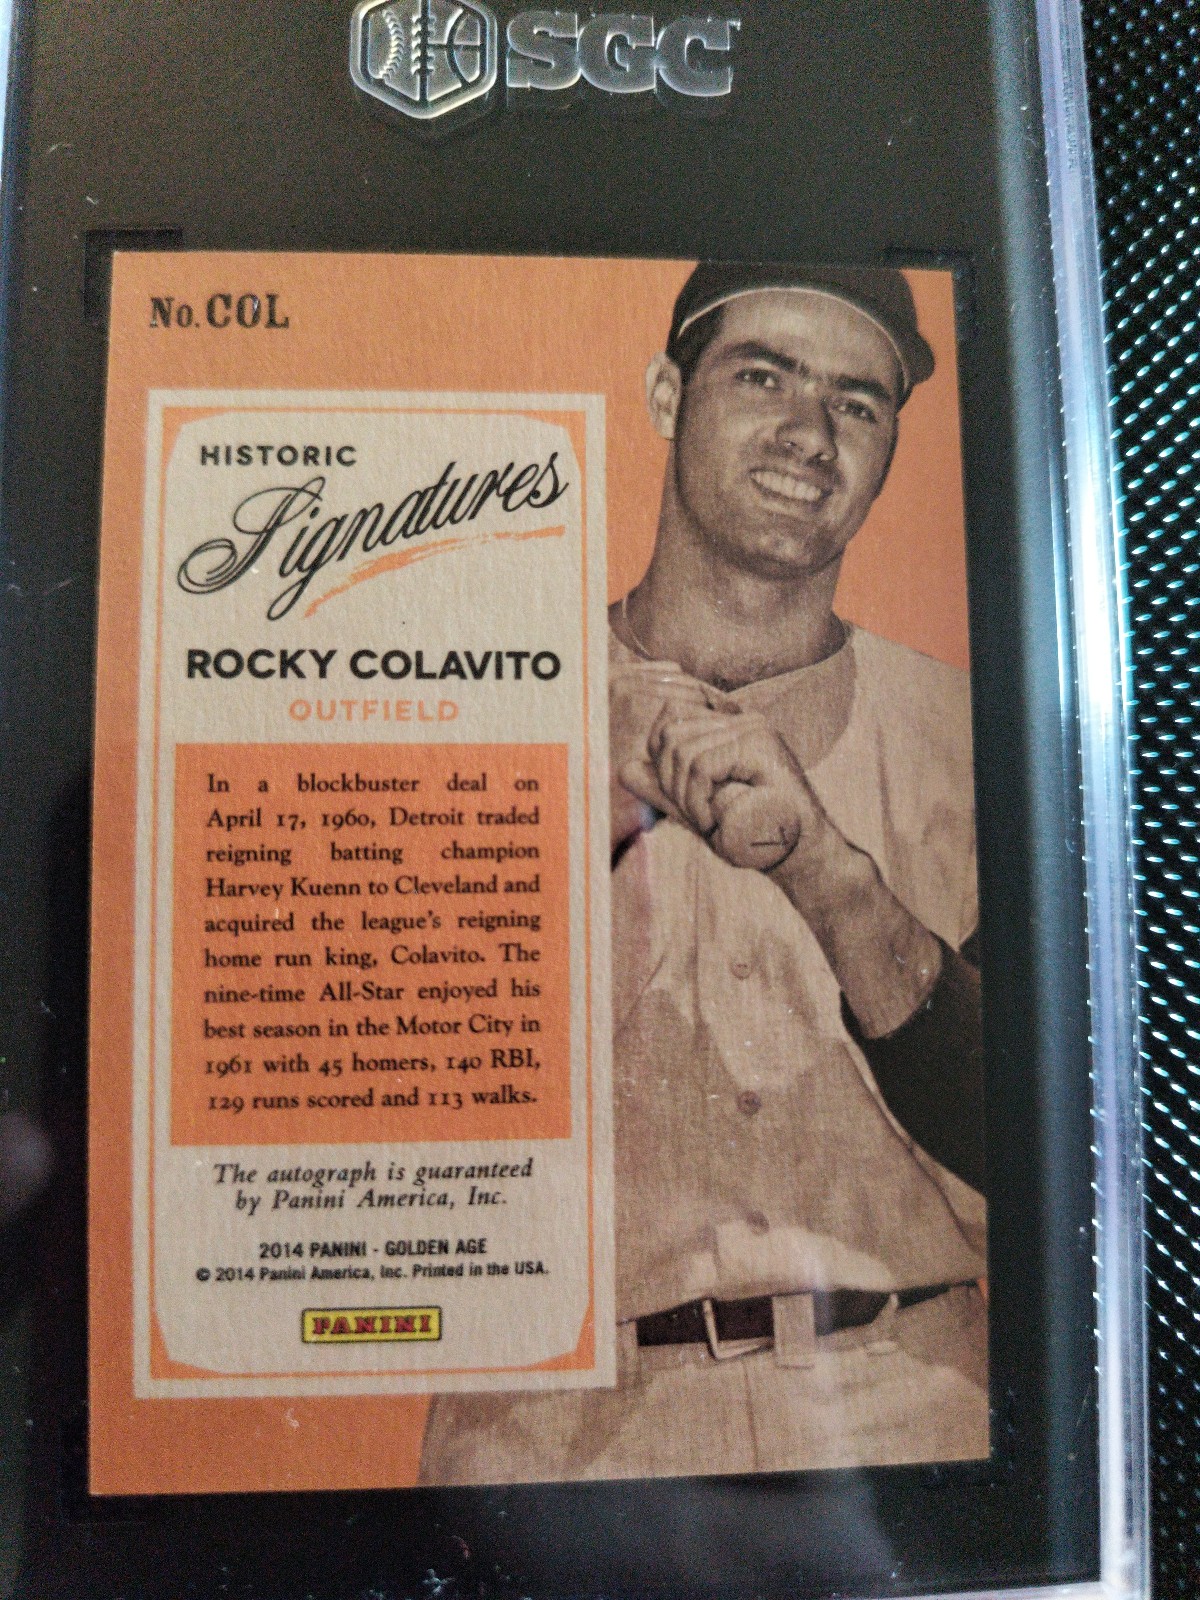 SGC
No. COL
HISTORIC
Signatures
ROCKY COLAVITO
OUTFIELD
In a blockbuster deal on
April 17, 1960, Detroit traded
reigning batting champion
Harvey Kuenn to Cleveland and
acquired the league's reigning
home run king, Colavito. The
nine-time All-Star enjoyed his
best season in the Motor City in
1961 with 45 homers, 140 RBI,
129 runs scored and 113 walks.
The autograph is guaranteed
by Panini America, Inc.
2014 PANINI - GOLDEN AGE
© 2014 Panini America, Inc. Printed in the USA.
PANINI